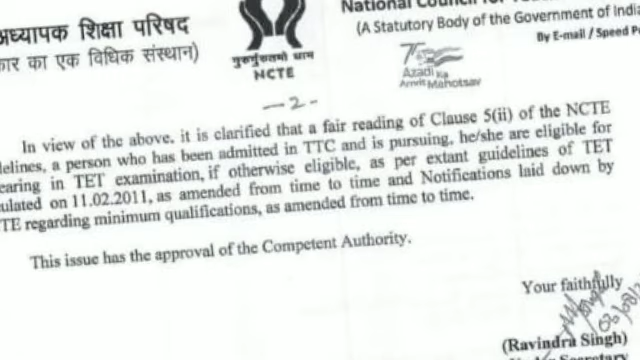 अध्यापक शिक्षा परिषद
कार का एक विधिक संस्थान)
गुरुर्गुरुतमो धाम
NCTE
National Council for
(A Statutory Body of the Government of India
By E-mail / Speed Po
Azadi Ka
Amrit Mahotsav
-2-
In view of the above, it is clarified that a fair reading of Clause 5(ii) of the NCTE
delines, a person who has been admitted in TTC and is pursuing, he/she are eligible for
earing in TET examination, if otherwise eligible, as per extant guidelines of TET
ulated on 11.02.2011, as amended from time to time and Notifications laid down by
TE regarding minimum qualifications, as amended from time to time.
This issue has the approval of the Competent Authority.
Your faithfully
(Ravindra Singh)
Under Secretary